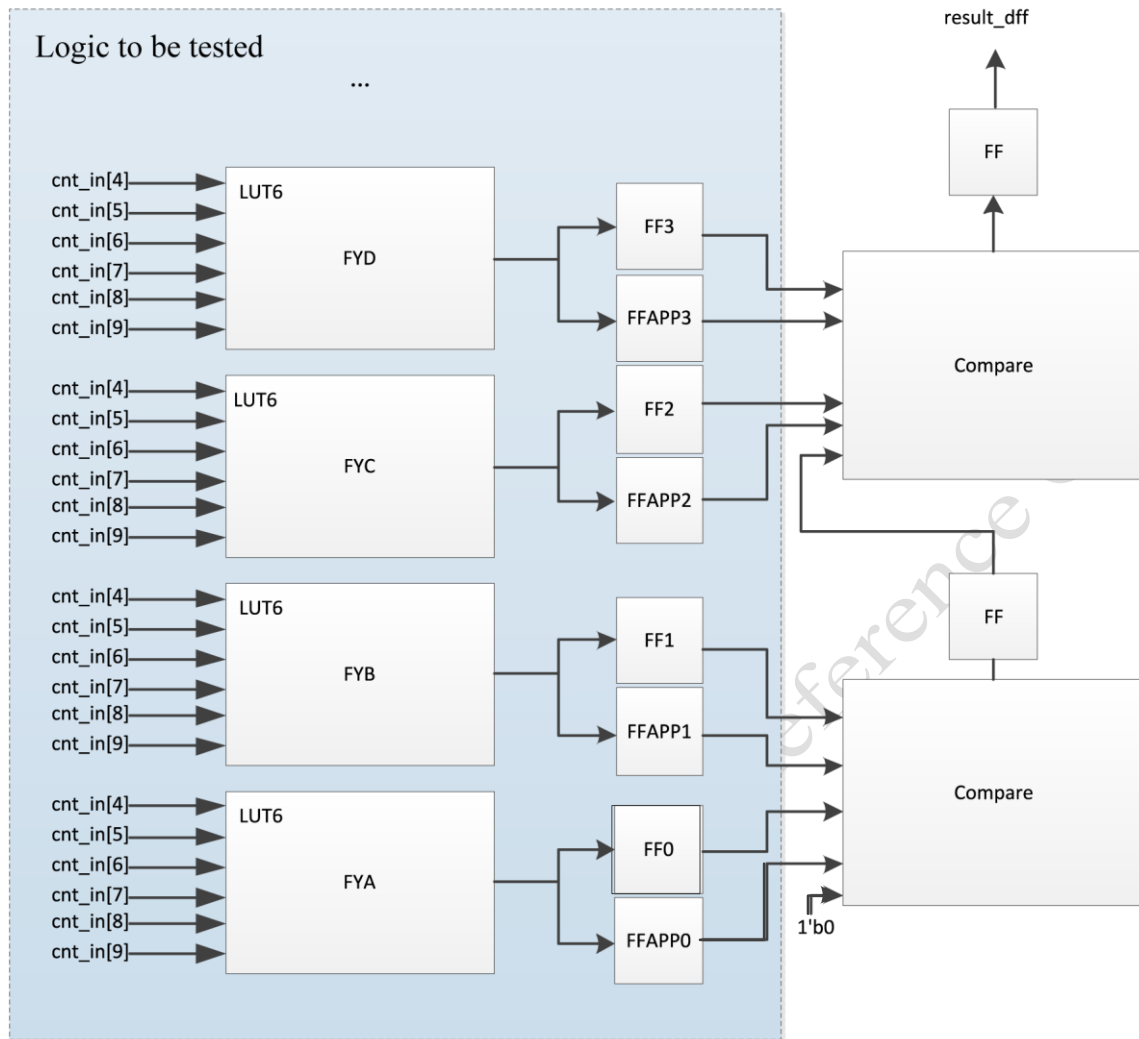 result_dff
Logic to be tested
...
FF
cnt_in[4]
cnt_in[5]
cnt_in[6]
cnt_in[7]
cnt_in[8]
cnt_in[9]
LUT6
FYD
FF3
FFAPP3
Compare
cnt_in[4]
cnt_in[5]
cnt_in[6]
cnt_in[7]
cnt_in[8]
cnt_in[9]
LUT6
FYC
FF2
FFAPP2
FF
cnt_in[4]
cnt_in[5]
cnt_in[6]
cnt_in[7]
cnt_in[8]
cnt_in[9]
LUT6
FYB
FF1
FFAPP1
Compare
cnt_in[4]
cnt_in[5]
cnt_in[6]
cnt_in[7]
cnt_in[8]
cnt_in[9]
LUT6
FYA
FF0
FFAPP0
1'b0